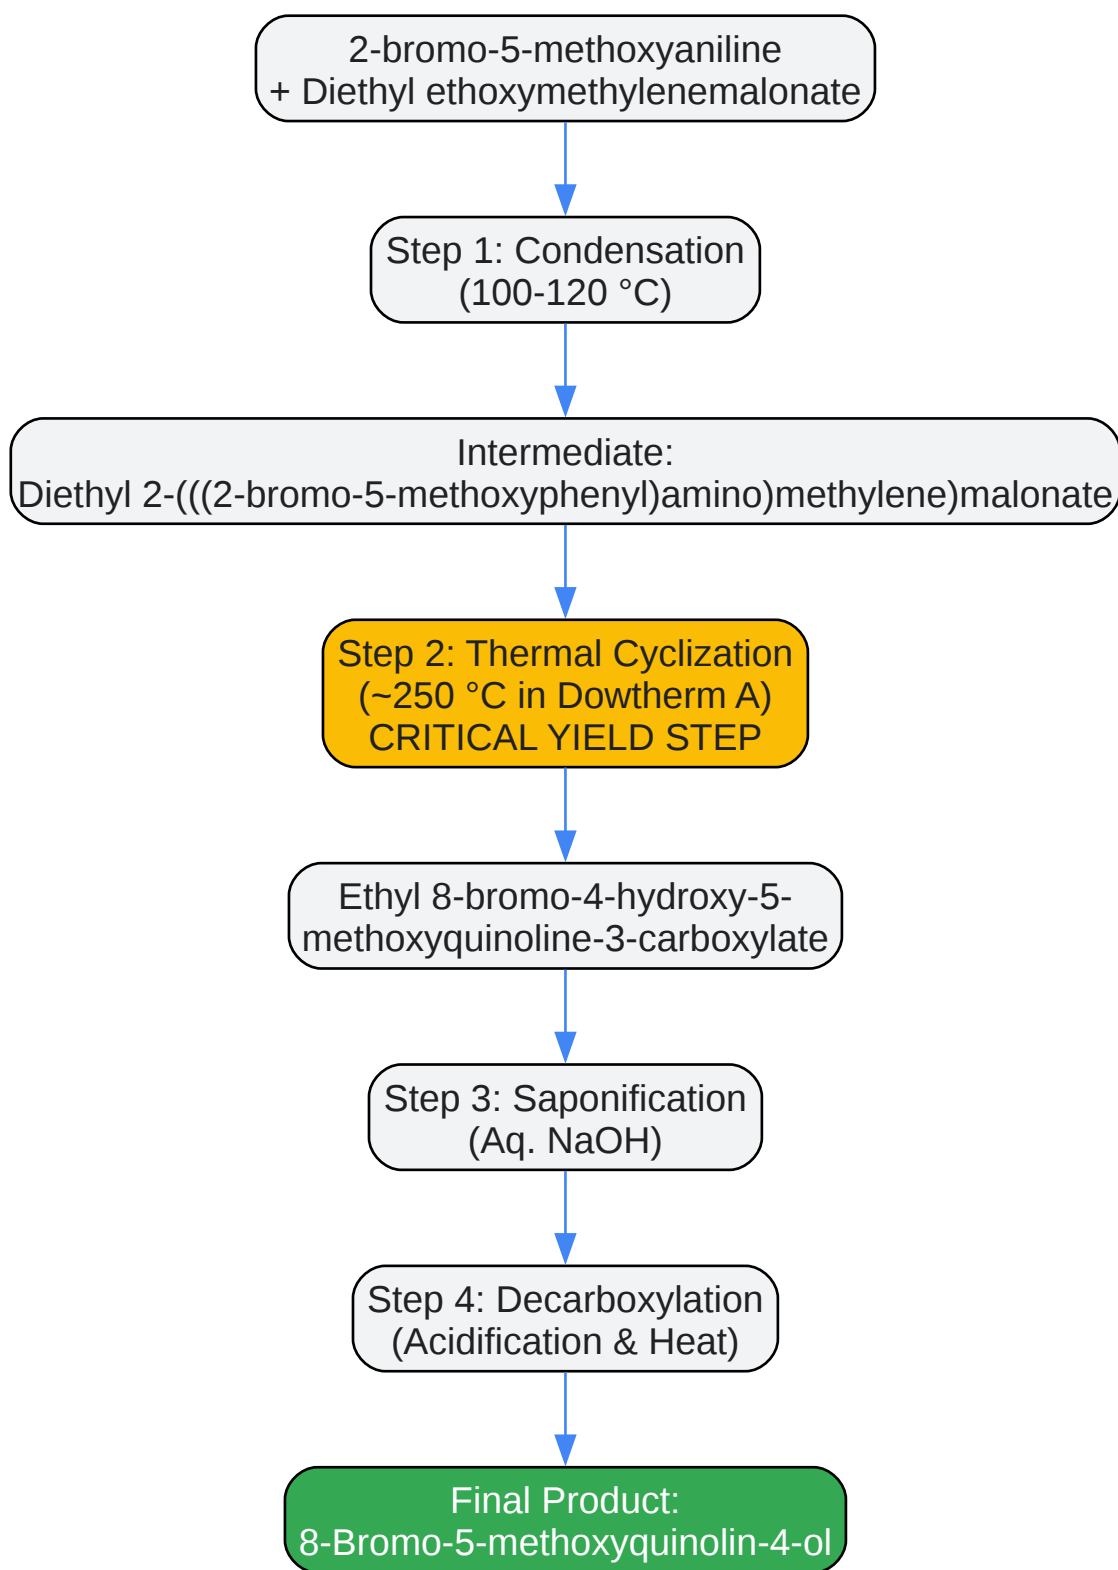 2-bromo-5-methoxyaniline
+ Diethyl ethoxymethylenemalonate
Step 1: Condensation
(100-120 °C)
Intermediate:
Diethyl 2-(((2-bromo-5-methoxyphenyl)amino)methylene)malonate
Step 2: Thermal Cyclization
(~250 °C in Dowtherm A)
CRITICAL YIELD STEP
Ethyl 8-bromo-4-hydroxy-5-
methoxyquinoline-3-carboxylate
Step 3: Saponification
(Aq. NaOH)
Step 4: Decarboxylation
(Acidification & Heat)
Final Product:
8-Bromo-5-methoxyquinolin-4-ol